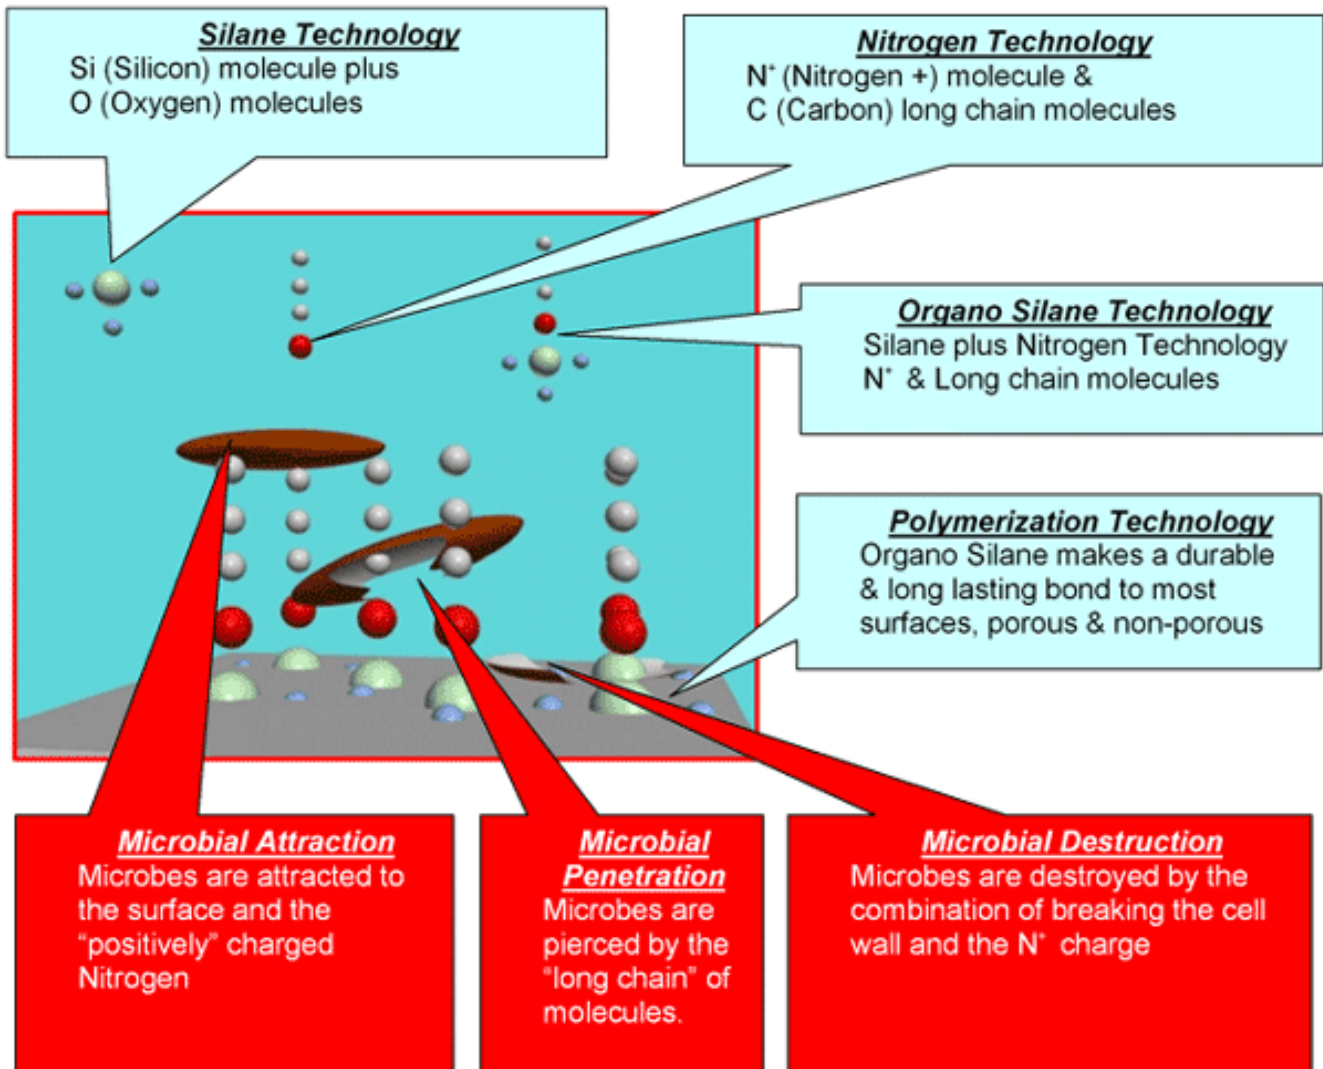 Silane Technology
Si (Silicon) molecule plus
O (Oxygen) molecules
Nitrogen Technology
N⁺ (Nitrogen +) molecule &
C (Carbon) long chain molecules
Organo Silane Technology
Silane plus Nitrogen Technology
N⁺ & Long chain molecules
Polymerization Technology
Organo Silane makes a durable
& long lasting bond to most
surfaces, porous & non-porous
Microbial Attraction
Microbes are attracted to
the surface and the
“positively” charged
Nitrogen
Microbial
Penetration
Microbes are
pierced by the
“long chain” of
molecules.
Microbial Destruction
Microbes are destroyed by the
combination of breaking the cell
wall and the N⁺ charge